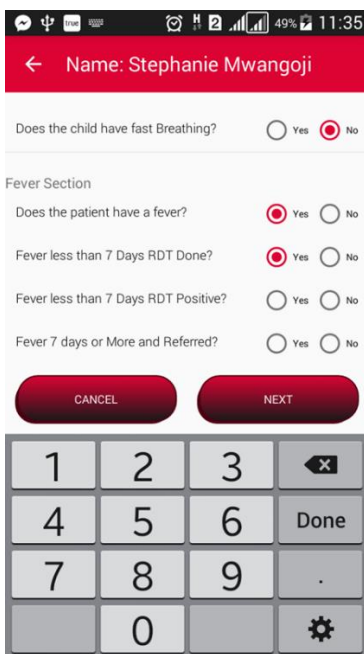 true H 2 49% 11:35
Name: Stephanie Mwangoji
Does the child have fast Breathing? Yes No
Fever Section
Does the patient have a fever? Yes No
Fever less than 7 Days RDT Done? Yes No
Fever less than 7 Days RDT Positive? Yes No
Fever 7 days or More and Referred? Yes No
CANCEL NEXT
1 2 3
4 5 6 Done
7 8 9 .
0